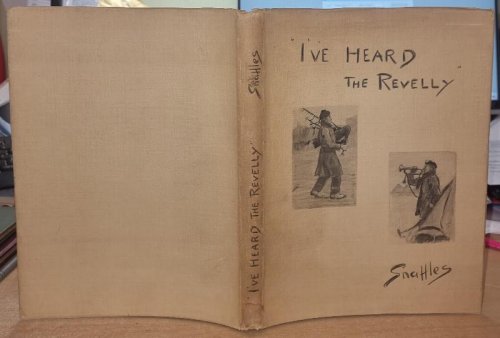 Snaffles
"I'VE HEARD THE REVELLY"
"I'VE HEARD
THE REVELLY"
Snaffles